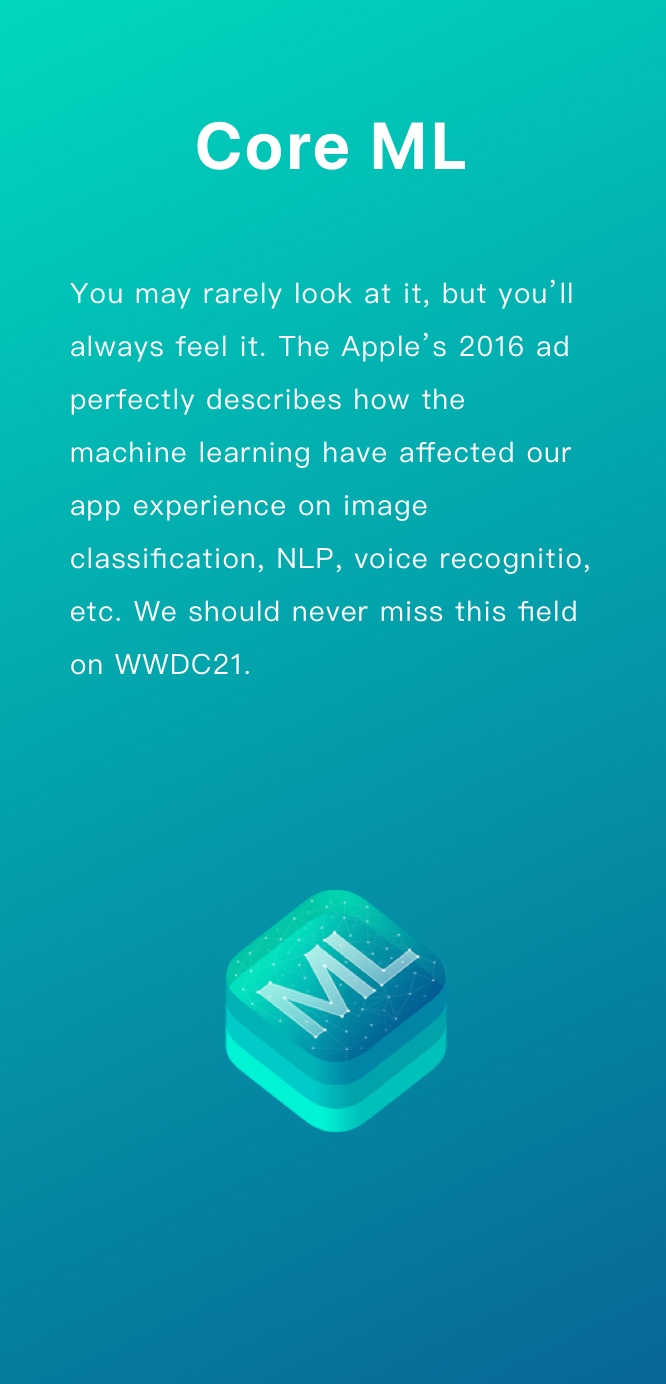 Core ML
You may rarely look at it, but you’ll
always feel it. The Apple’s 2016 ad
perfectly describes how the
machine learning have affected our
app experience on image
classification, NLP, voice recognitio,
etc. We should never miss this field
on WWDC21.
ML